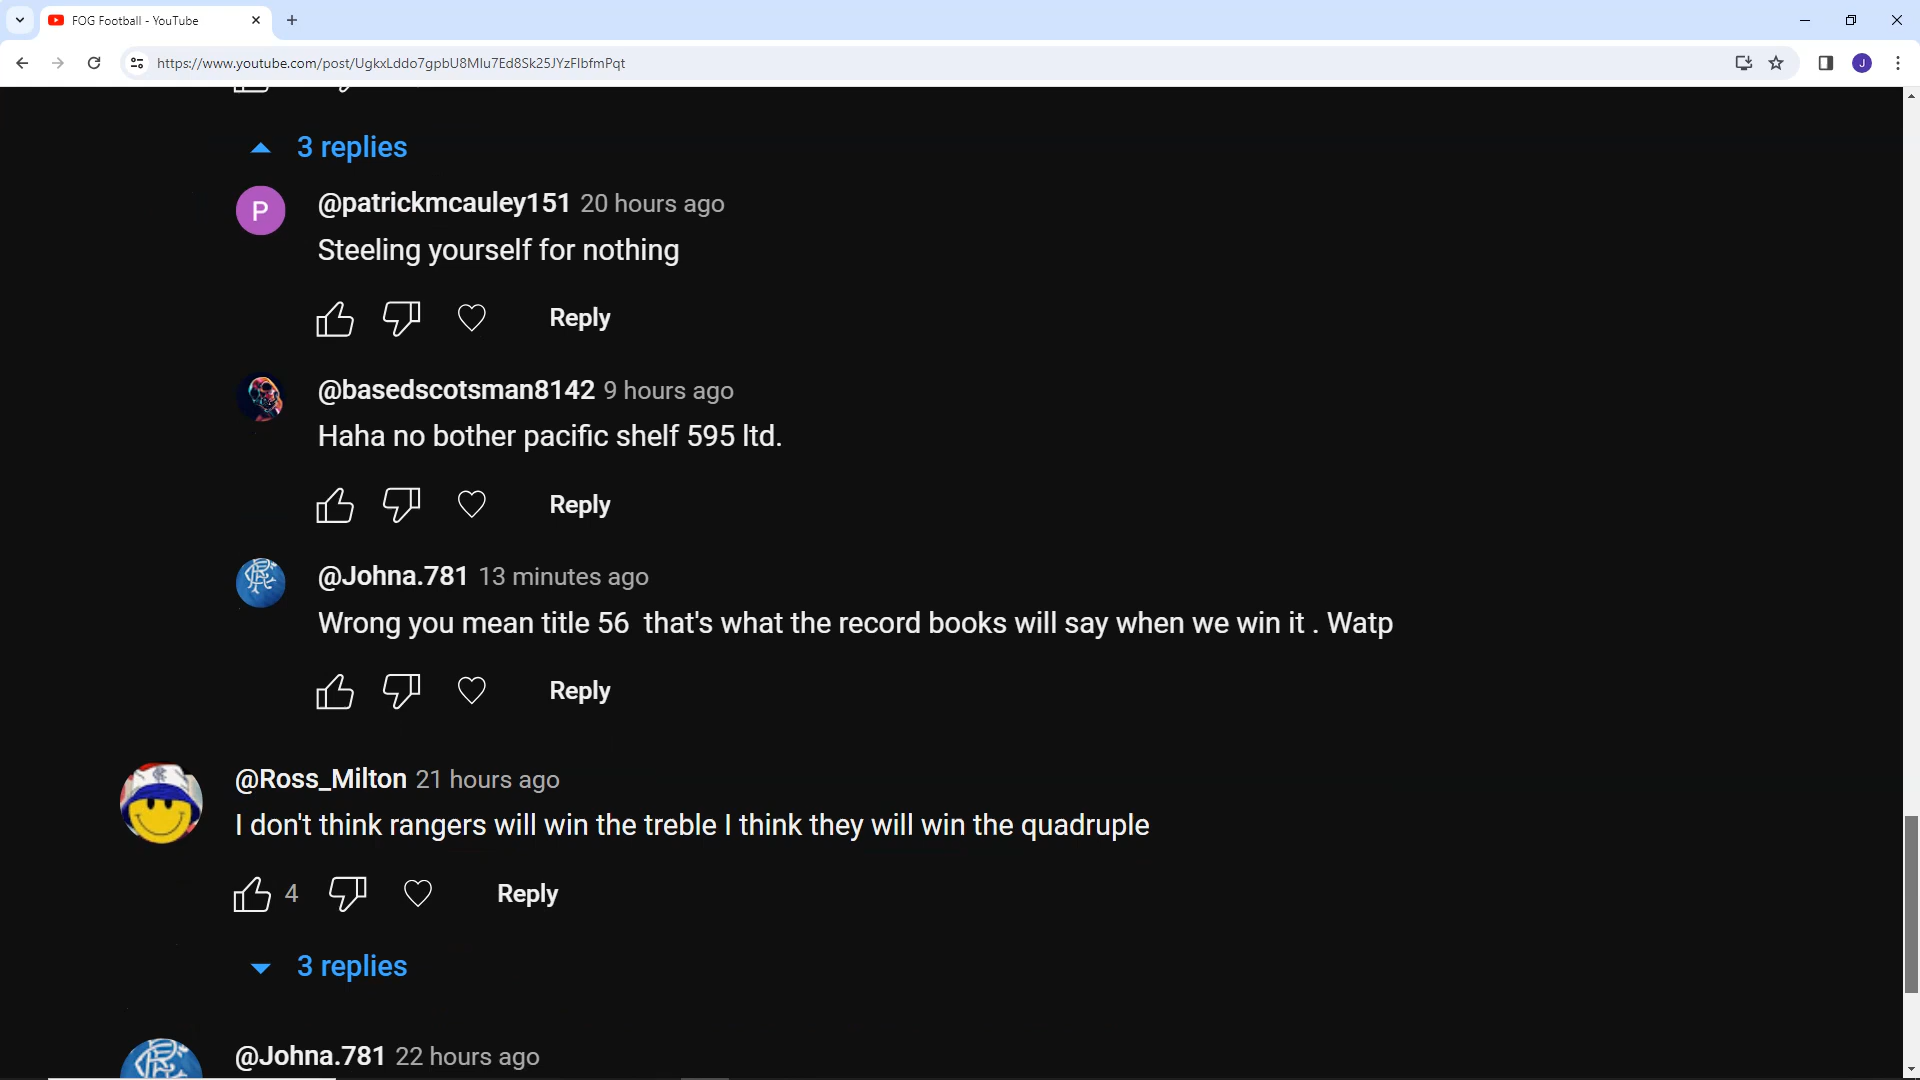 FOG Football - YouTube
https://www.youtube.com/post/UgkxLddo7gpbU8Mlu7Ed8Sk25JYzFlbfmPqt
J
3 replies
P
@patrickmcauley151 20 hours ago
Steeling yourself for nothing
Reply
@basedscotsman8142 9 hours ago
Haha no bother pacific shelf 595 ltd.
Reply
@Johna.781 13 minutes ago
Wrong you mean title 56 that's what the record books will say when we win it . Watp
Reply
@Ross_Milton 21 hours ago
I don't think rangers will win the treble I think they will win the quadruple
4
Reply
3 replies
@Johna.781 22 hours ago